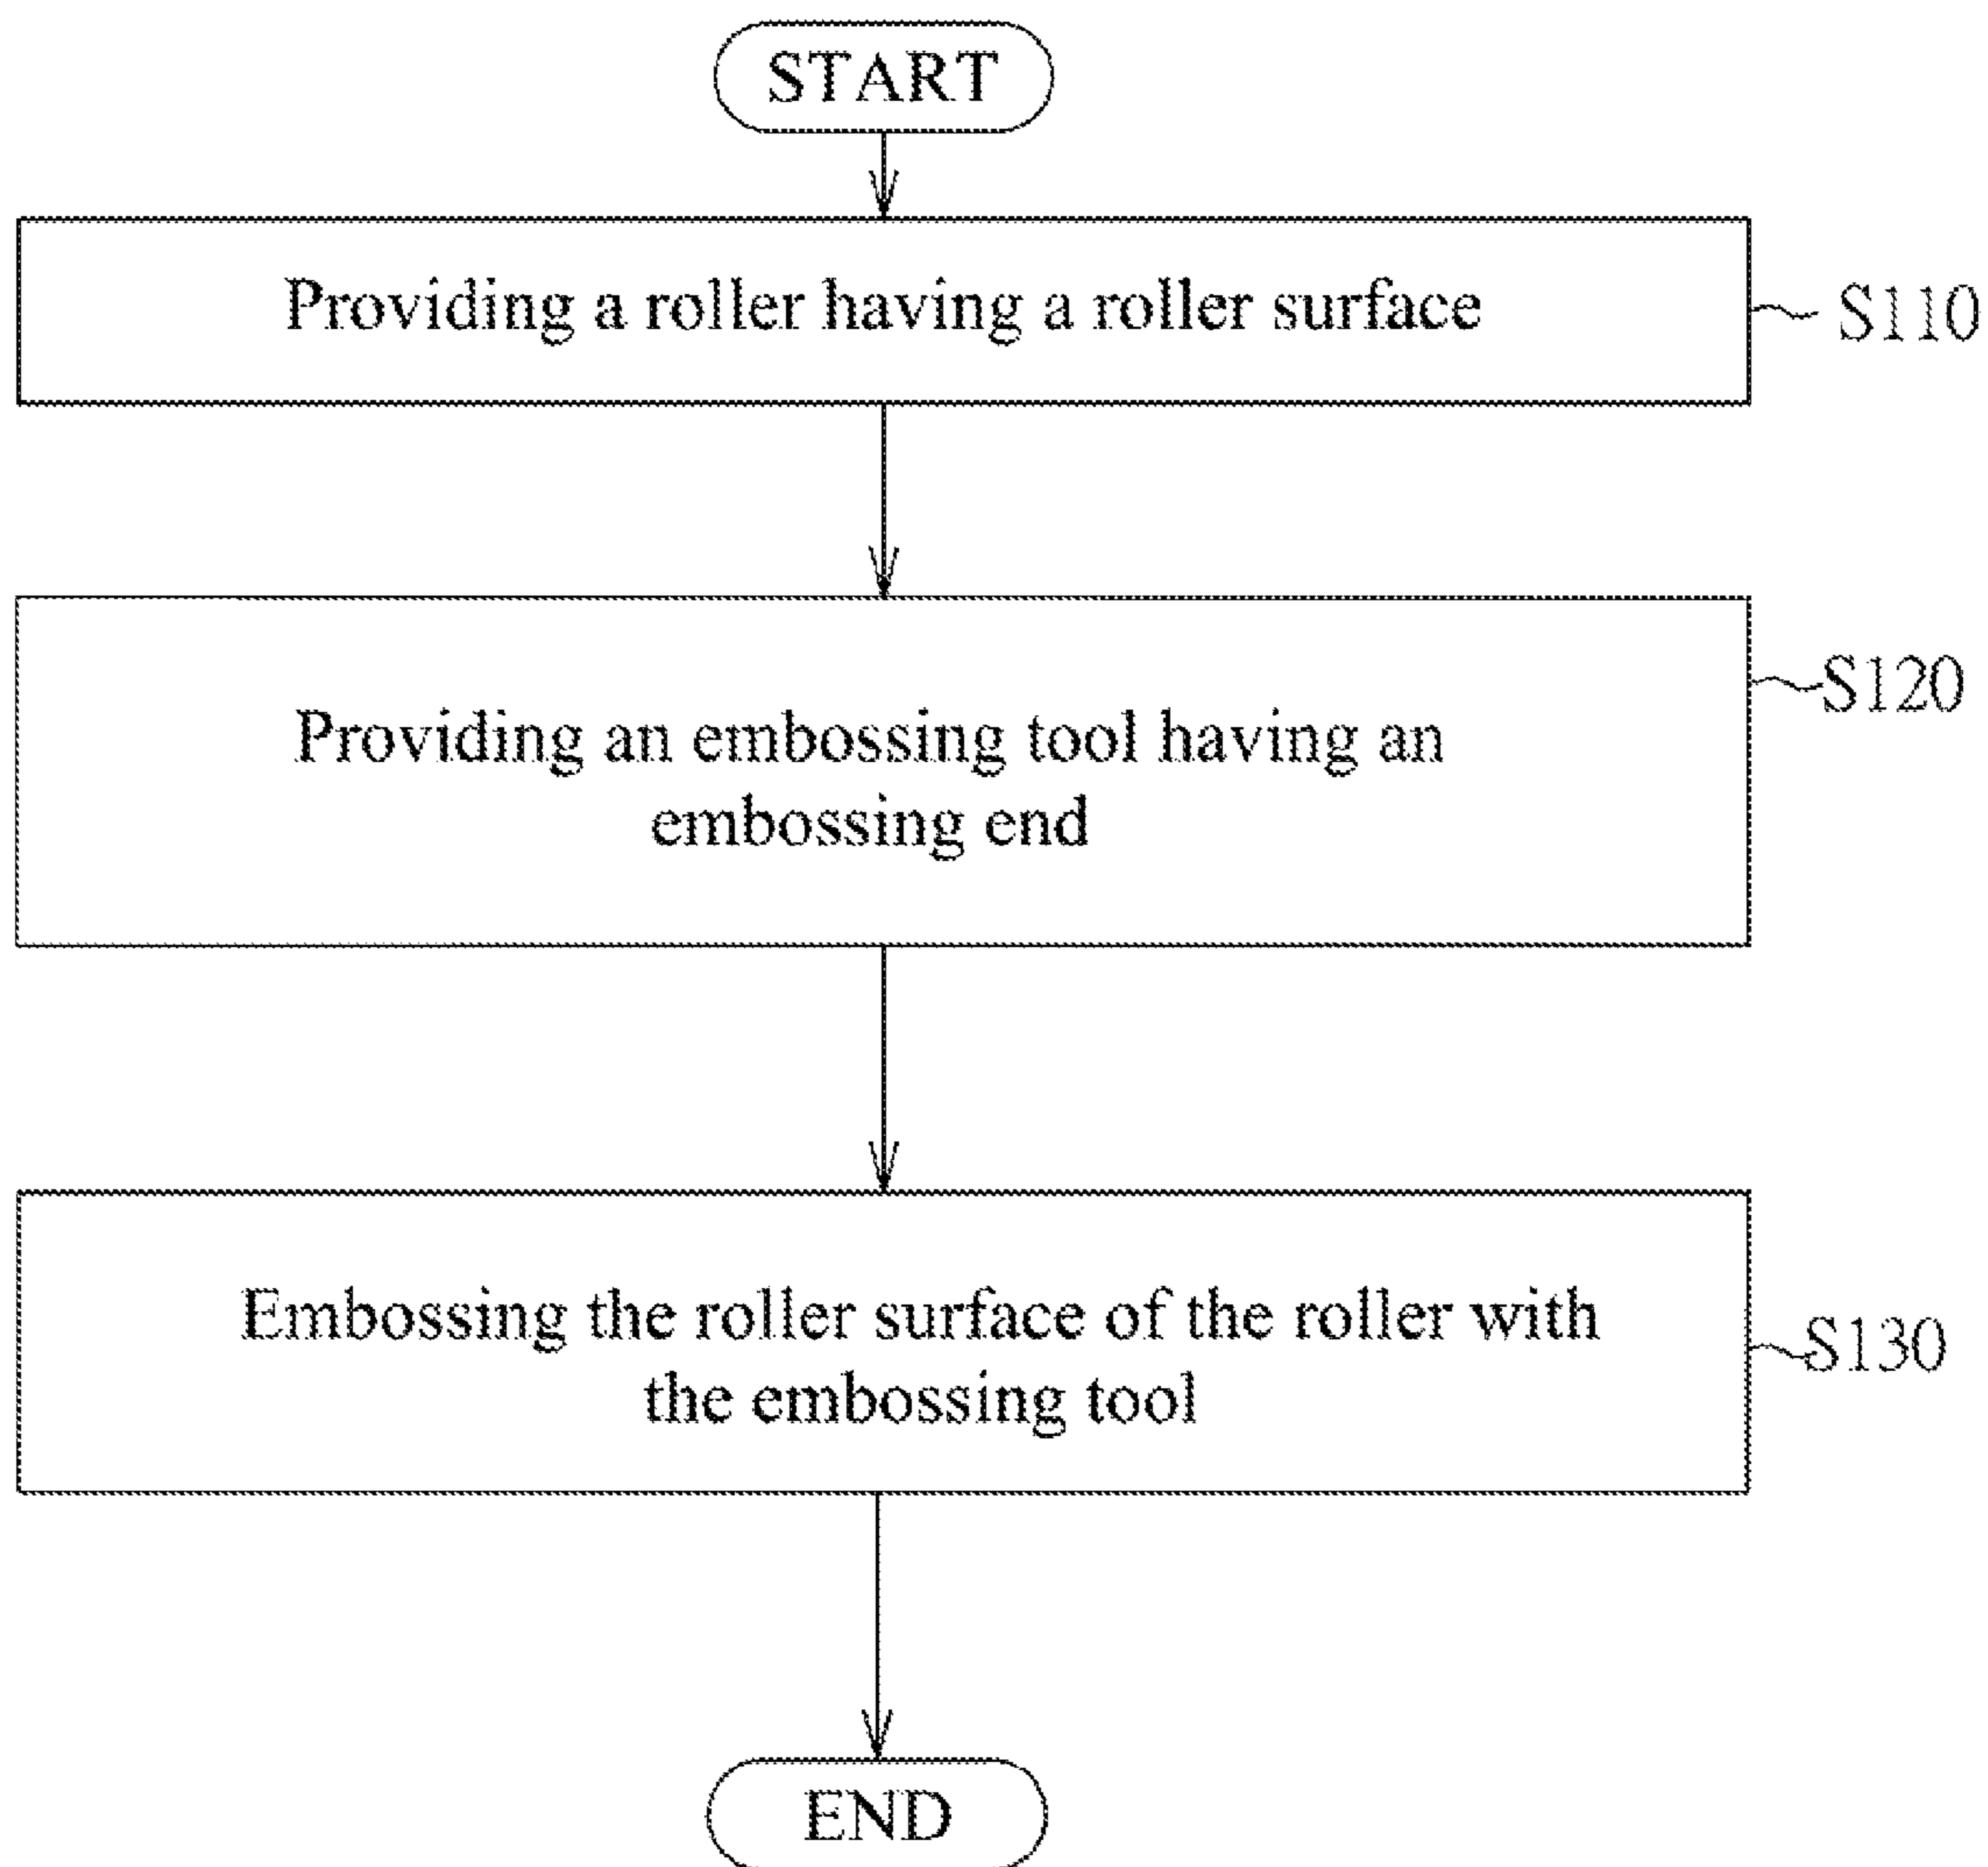 START
Providing a roller having a roller surface
S110
Providing an embossing tool having an
embossing end
S120
Embossing the roller surface of the roller with
the embossing tool
S130
END